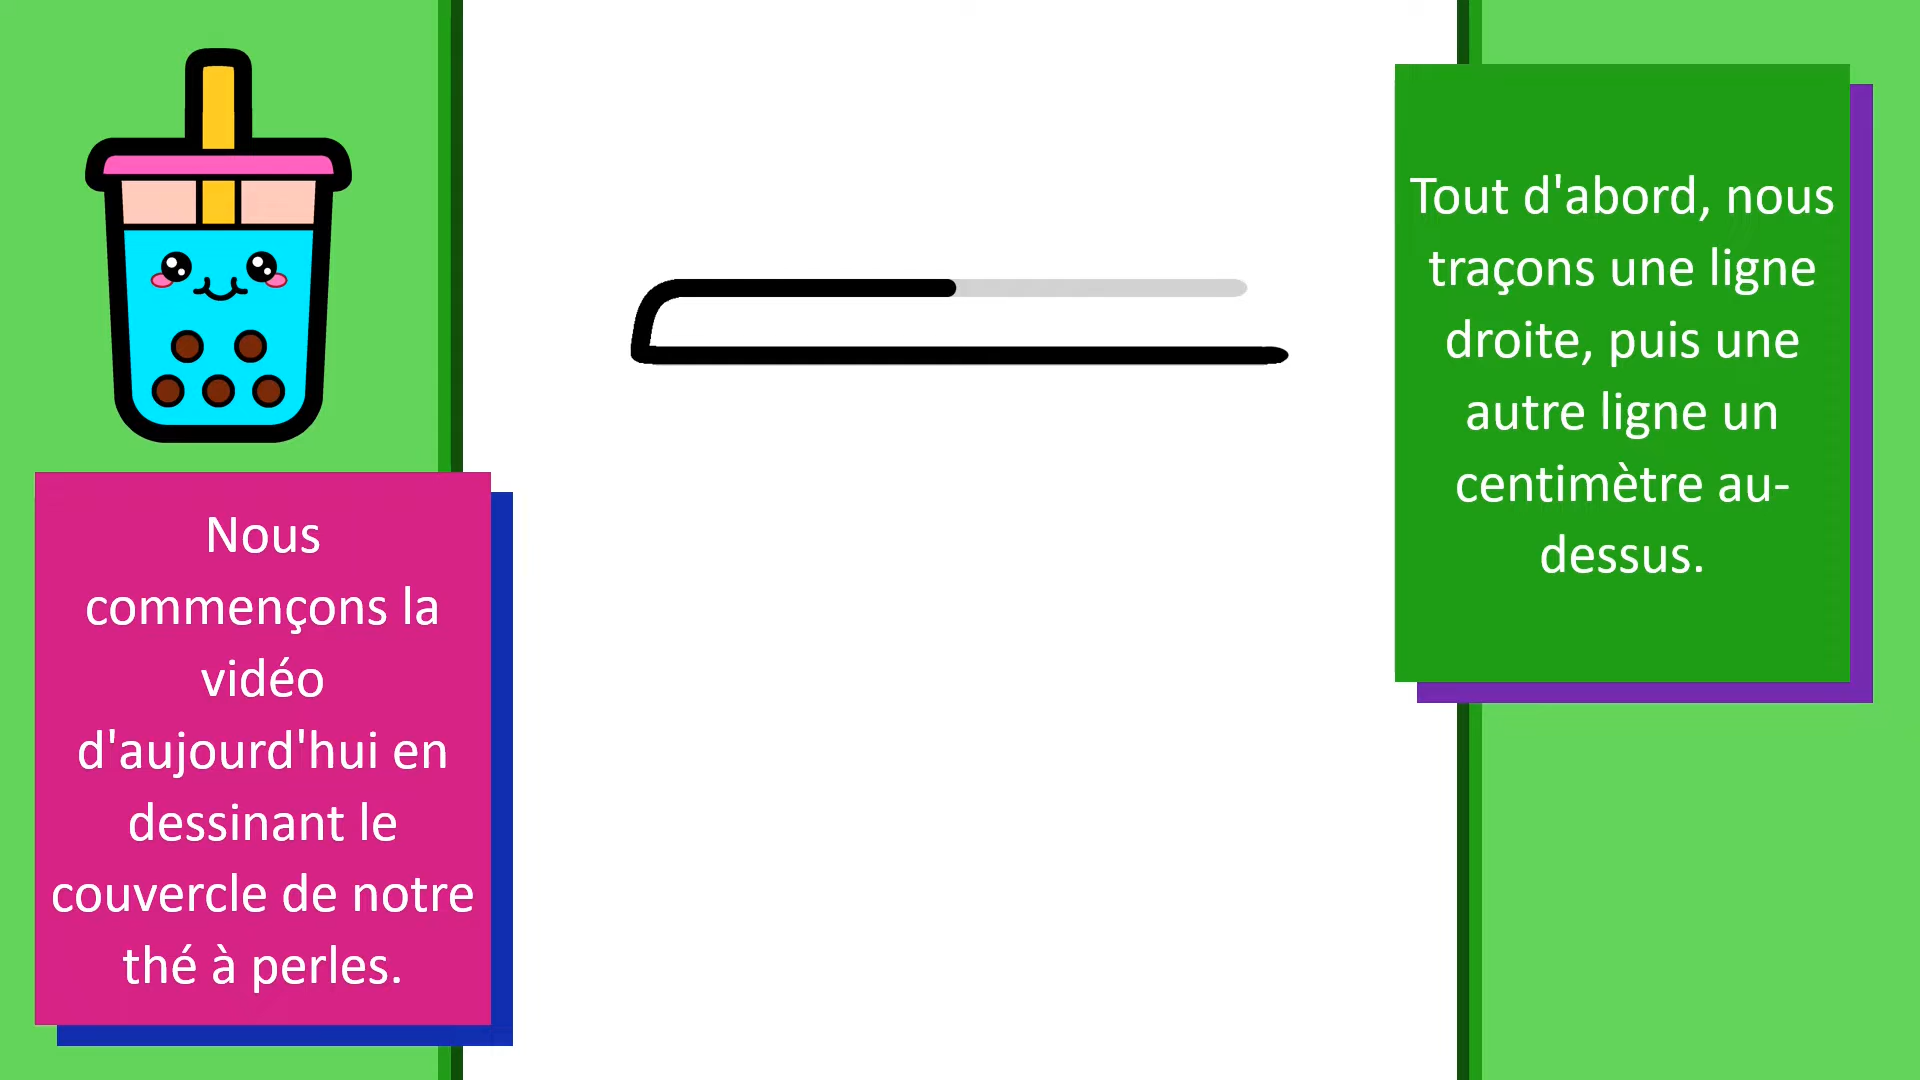 Nous
commençons la
vidéo
d'aujourd'hui en
dessinant le
couvercle de notre
thé à perles.
Tout d'abord, nous
traçons une ligne
droite, puis une
autre ligne un
centimètre au-
dessus.